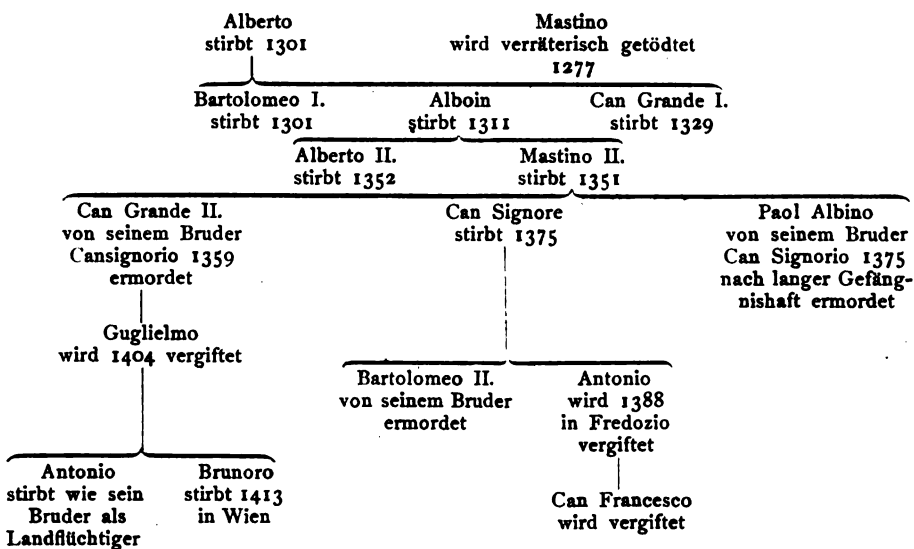 Alberto
stirbt 1301
Mastino
wird verräterisch getödtet
1277
Bartolomeo I.
stirbt 1301
Alboin
stirbt 1311
Can Grande I.
stirbt 1329
Alberto II.
stirbt 1352
Mastino II.
stirbt 1351
Can Grande II.
von seinem Bruder
Cansignorio 1359
ermordet
Can Signore
stirbt 1375
Paol Albino
von seinem Bruder
Can Signorio 1375
nach langer Gefäng-
nishaft ermordet
Guglielmo
wird 1404 vergiftet
Bartolomeo II.
von seinem Bruder
ermordet
Antonio
wird 1388
in Fredozio
vergiftet
Antonio
stirbt wie sein
Bruder als
Landflüchtiger
Brunoro
stirbt 1413
in Wien
Can Francesco
wird vergiftet